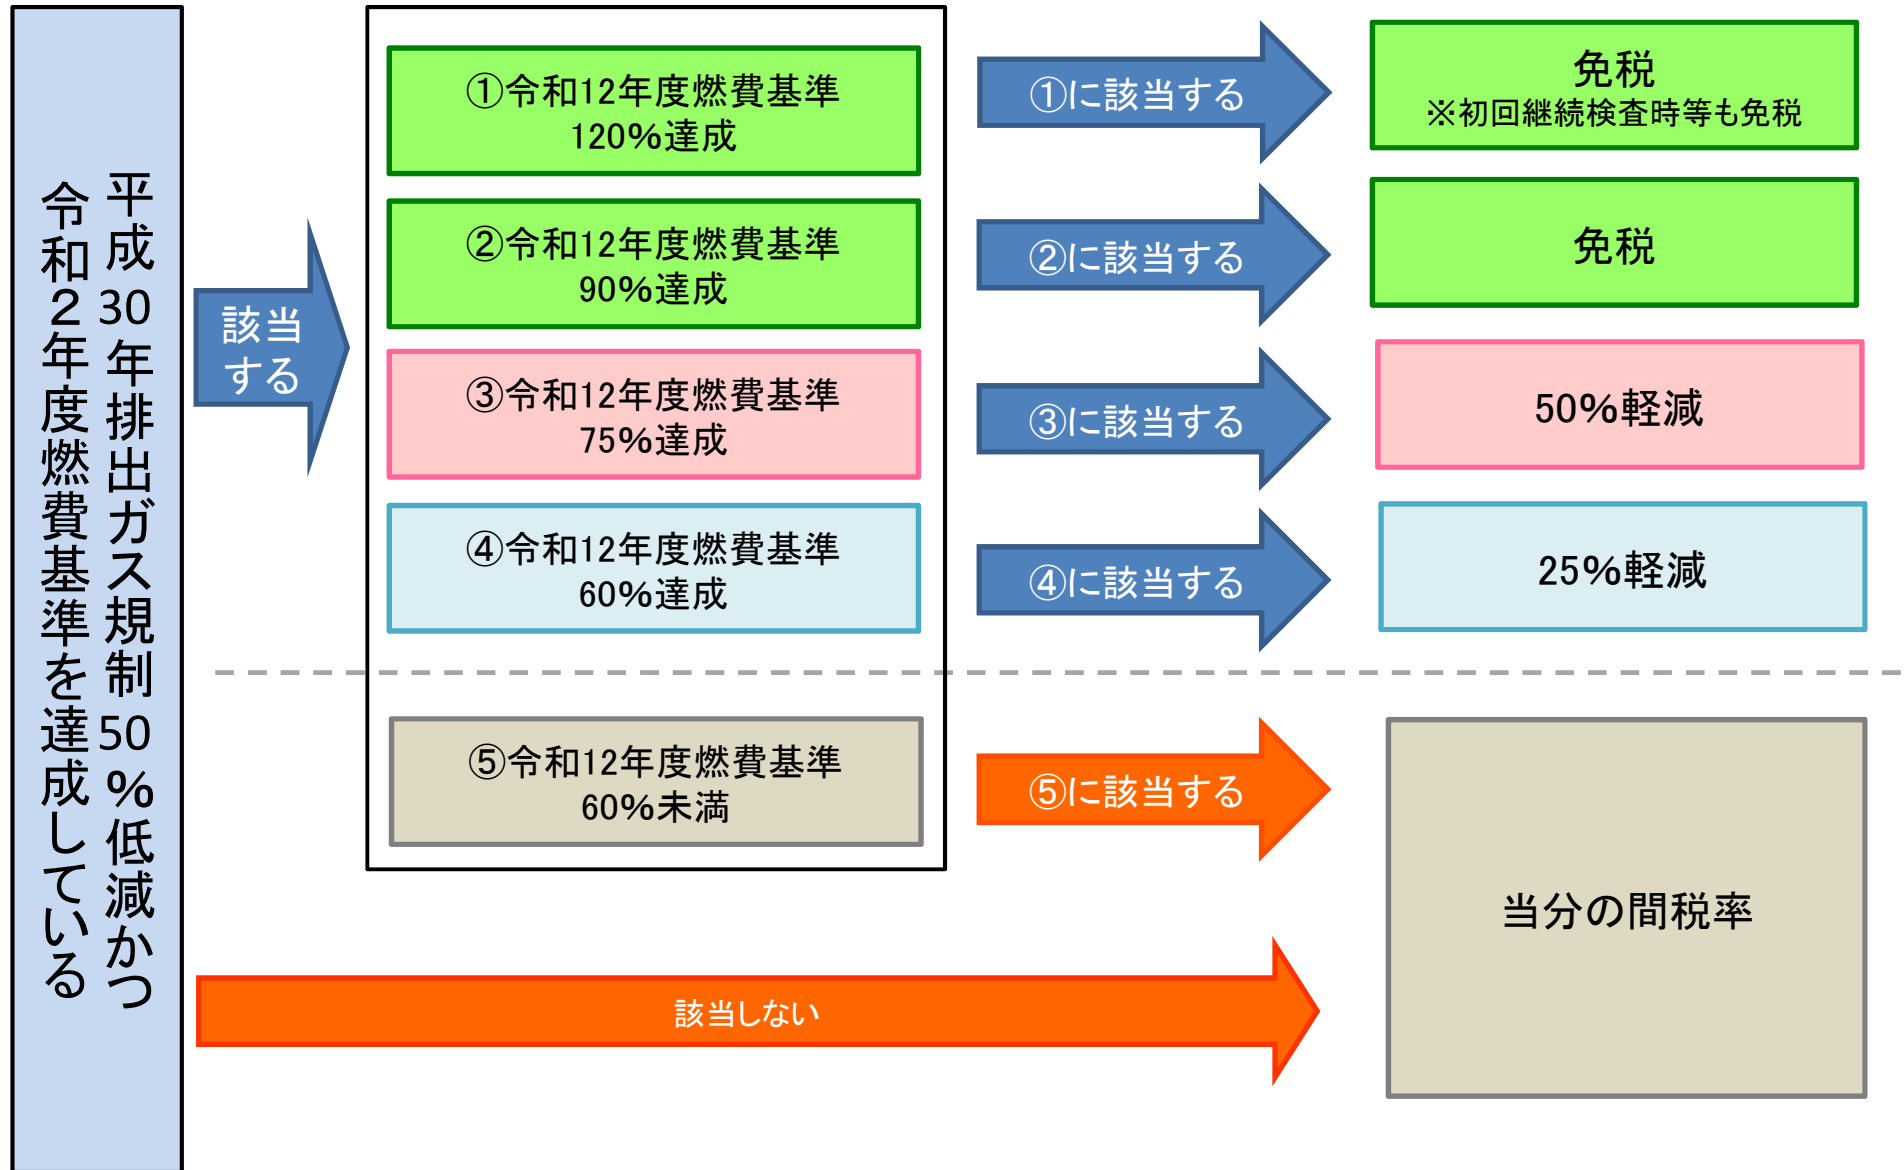 平成30年排出ガス規制50％低減かつ
令和２年度燃費基準を達成している
該当
する
①令和12年度燃費基準
120％達成
②令和12年度燃費基準
90％達成
③令和12年度燃費基準
75％達成
④令和12年度燃費基準
60％達成
⑤令和12年度燃費基準
60％未満
①に該当する
②に該当する
③に該当する
④に該当する
⑤に該当する
該当しない
免税
※初回継続検査時等も免税
免税
50％軽減
25％軽減
当分の間税率